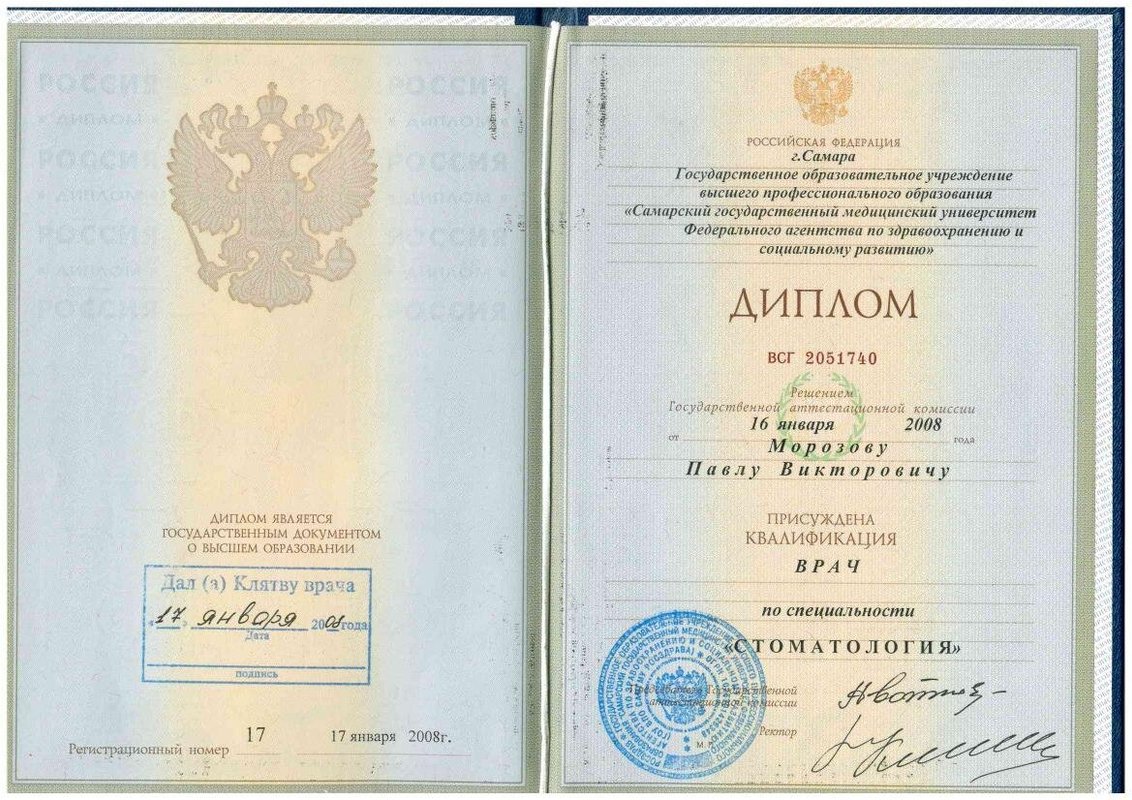 РОССИЯ РОССИЯ
РОССИЯ РОССИЯ
РОССИЯ РОССИЯ
РОССИЯ РОССИЯ
ДИПЛОМ ЯВЛЯЕТСЯ
ГОСУДАРСТВЕННЫМ ДОКУМЕНТОМ
О ВЫСШЕМ ОБРАЗОВАНИИ
Дал (а) Клятву врача
«17» января 2008 года
Дата
подпись
Регистрационный номер 17 17 января 2008г.
РОССИЙСКАЯ ФЕДЕРАЦИЯ
г.Самара
Государственное образовательное учреждение
высшего профессионального образования
«Самарский государственный медицинский университет
Федерального агентства по здравоохранению и
социальному развитию»
ДИПЛОМ
ВСГ 2051740
Решением
Государственной аттестационной комиссии
от 16 января 2008 года
Морозову
Павлу Викторовичу
ПРИСУЖДЕНА
КВАЛИФИКАЦИЯ
ВРАЧ
по специальности
«СТОМАТОЛОГИЯ»
Председатель Государственной
аттестационной комиссии
Ректор
М.П.